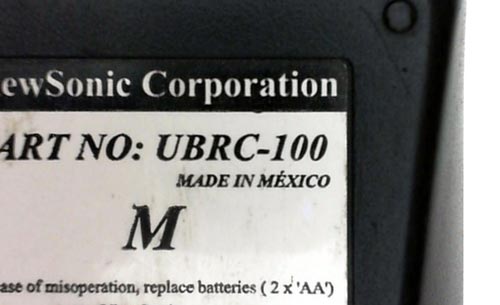 ewSonic Corporation
ART NO: UBRC-100
MADE IN MÉXICO
M
ase of misoperation, replace batteries ( 2 x 'AA')